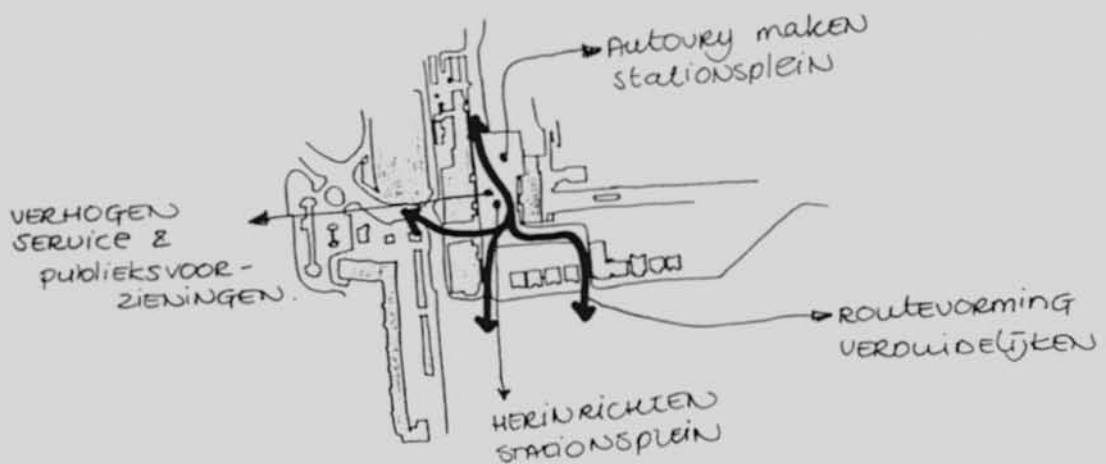 Autovrij maken
stationsplein
VERHOGEN
SERVICE &
PUBLIEKSVOOR-
ZIENINGEN.
ROUTEVORMING
VERDUIDELIJKEN
HERINRICHTEN
STATIONSPLEIN